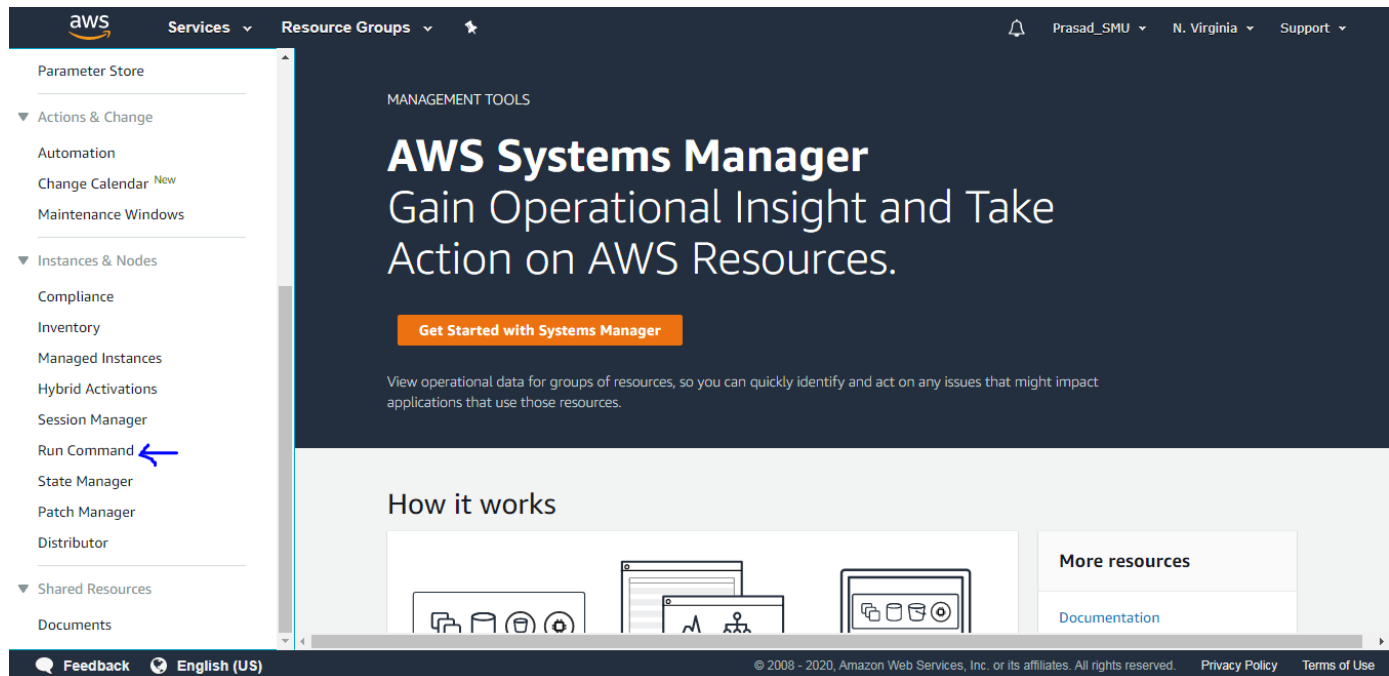 aws Services Resource Groups Prasad_SMU N. Virginia Support
Parameter Store
Actions & Change
Automation
Change Calendar New
Maintenance Windows
Instances & Nodes
Compliance
Inventory
Managed Instances
Hybrid Activations
Session Manager
Run Command
State Manager
Patch Manager
Distributor
Shared Resources
Documents
MANAGEMENT TOOLS
AWS Systems Manager
Gain Operational Insight and Take
Action on AWS Resources.
Get Started with Systems Manager
View operational data for groups of resources, so you can quickly identify and act on any issues that might impact
applications that use those resources.
How it works
More resources
Documentation
Feedback English (US) © 2008 - 2020, Amazon Web Services, Inc. or its affiliates. All rights reserved. Privacy Policy Terms of Use